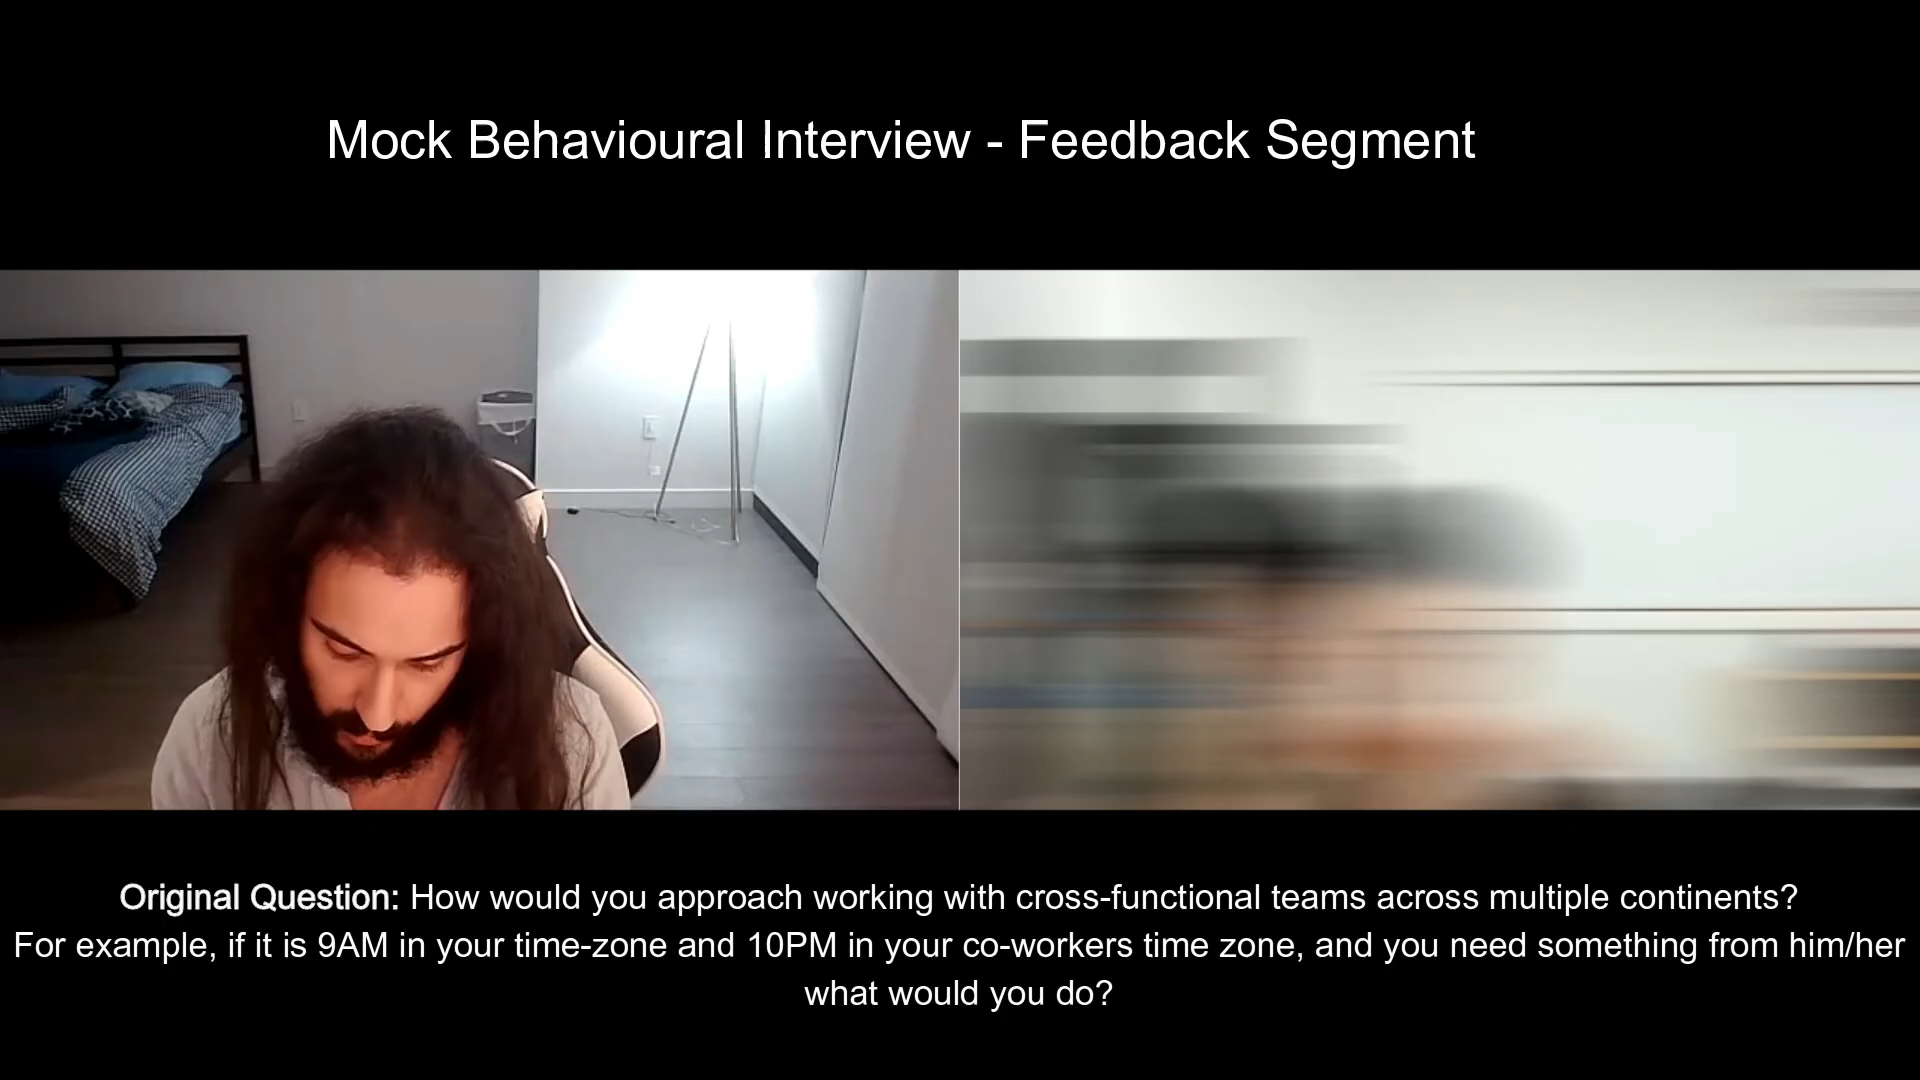 Mock Behavioural Interview - Feedback Segment
Original Question: How would you approach working with cross-functional teams across multiple continents?
For example, if it is 9AM in your time-zone and 10PM in your co-workers time zone, and you need something from him/her
what would you do?